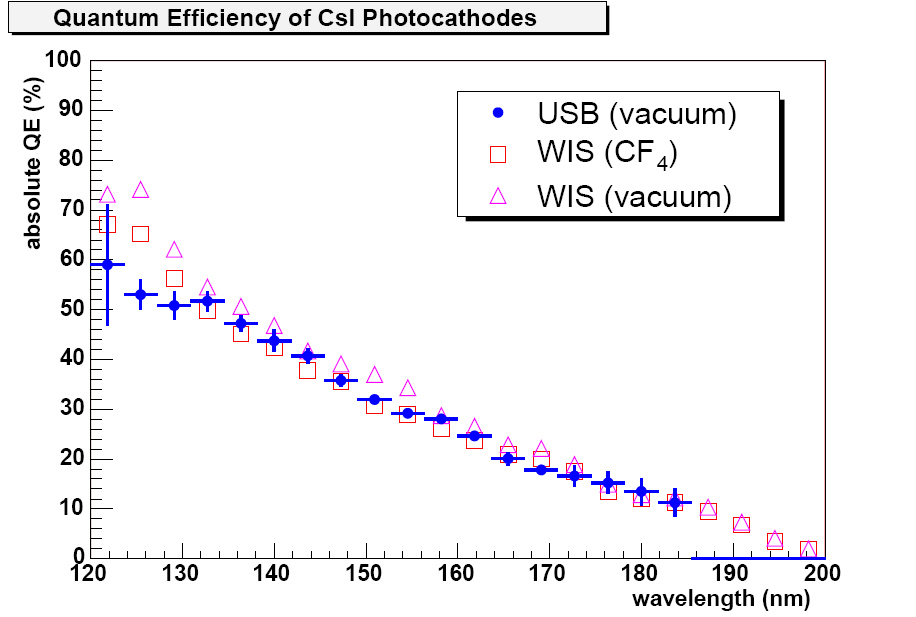 Quantum Efficiency of CsI Photocathodes
absolute QE (%)
100
90
80
70
60
50
40
30
20
10
0
USB (vacuum)
WIS (CF₄)
WIS (vacuum)
120 130 140 150 160 170 180 190 200
wavelength (nm)